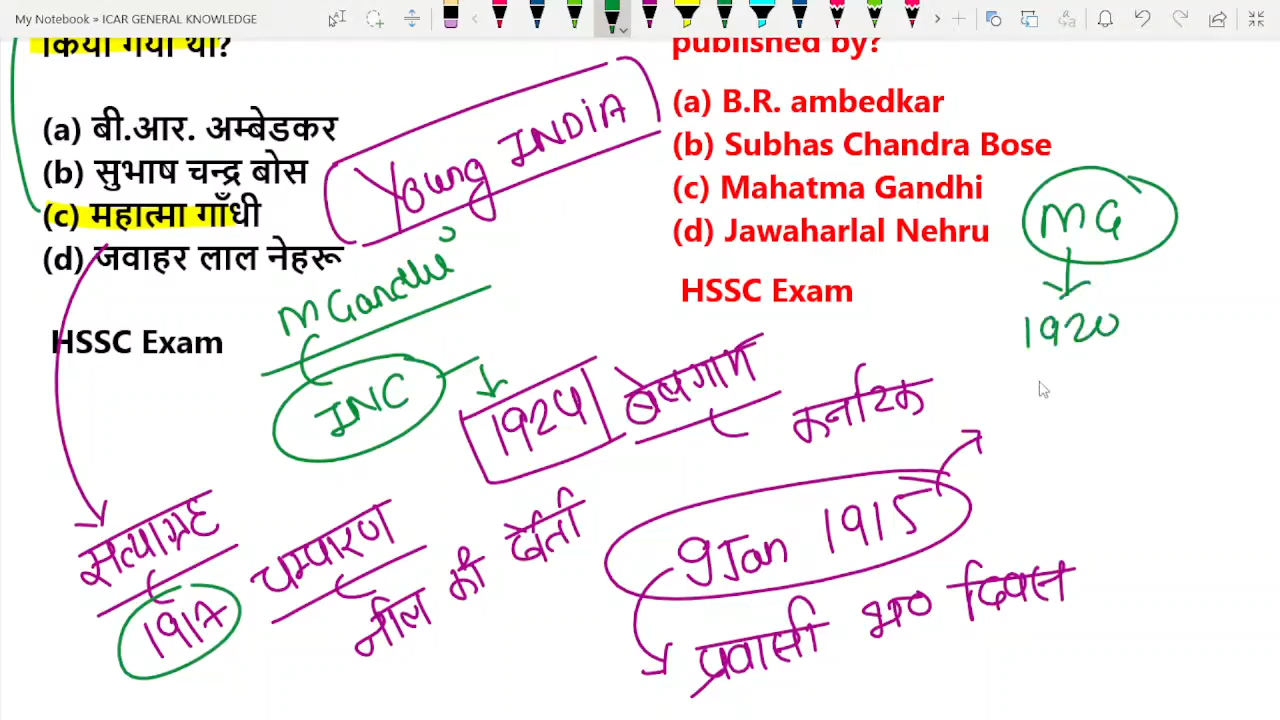 My Notebook » ICAR GENERAL KNOWLEDGE
किया गया था?
(a) बी.आर. अम्बेडकर
(b) सुभाष चन्द्र बोस
(c) महात्मा गाँधी
(d) जवाहर लाल नेहरू
HSSC Exam
published by?
(a) B.R. ambedkar
(b) Subhas Chandra Bose
(c) Mahatma Gandhi
(d) Jawaharlal Nehru
HSSC Exam
Young INDIA
M Gandhi
INC
1924 बेलगाम
कर्नाटक
MG
1920
सत्याग्रह
1917
चम्पारण
नील की खेती
9 Jan 1915
प्रवासी भा० दिवस